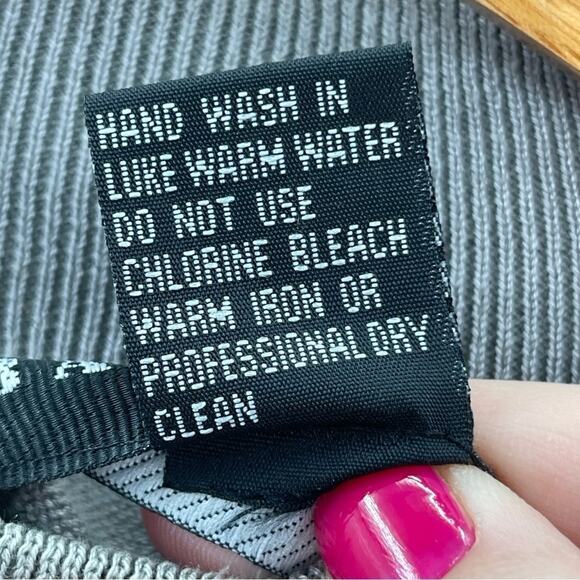 HAND WASH IN
LUKE WARM WATER
DO NOT USE
CHLORINE BLEACH
WARM IRON OR
PROFESSIONAL DRY
CLEAN